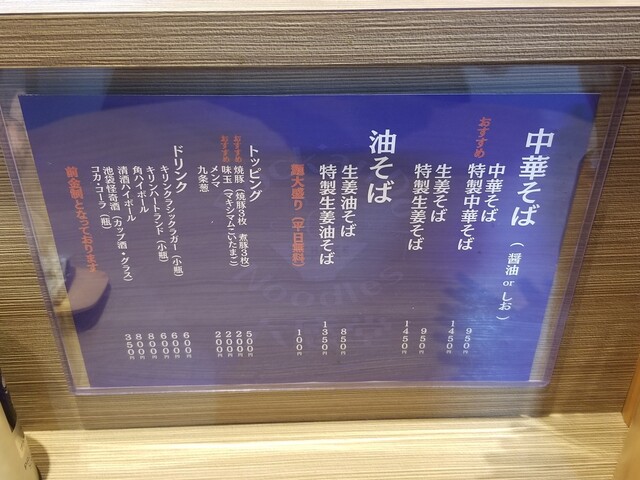 中華そば（醤油 or しお）
おすすめ
中華そば 950円
特製中華そば 1450円
生姜そば 950円
特製生姜そば 1450円
油そば
生姜油そば 850円
特製生姜油そば 1350円
麺大盛り（平日無料） 100円
トッピング
おすすめ 焼豚（焼豚3枚 煮豚3枚） 500円
おすすめ 味玉（マキシマムこいたまご） 200円
メンマ 200円
九条葱 200円
ドリンク
キリンクラシックラガー（小瓶） 600円
キリンハートランド（小瓶） 600円
角ハイボール 600円
清酒ハイボール 800円
池袋怪奇酒（カップ酒・グラス） 800円
コカ・コーラ（瓶） 350円
前金制となっております
Noodles